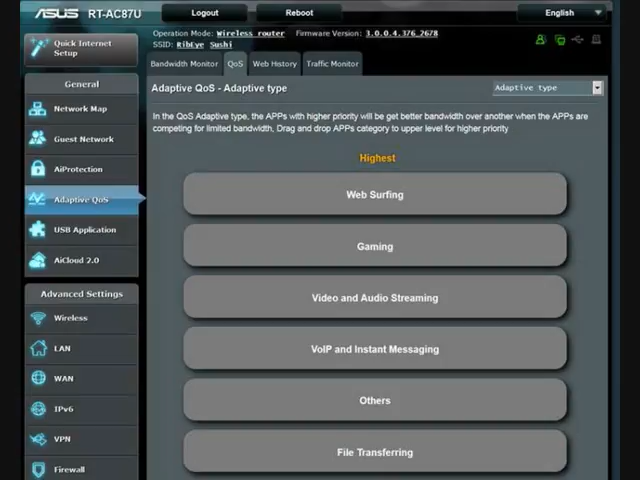 ASUS RT-AC87U Logout Reboot English
Operation Mode: Wireless router Firmware Version: 3.0.0.4.376_2678
SSID: RibEye Sushi
Quick Internet
Setup
General
Network Map
Guest Network
AiProtection
Adaptive QoS
USB Application
AiCloud 2.0
Advanced Settings
Wireless
LAN
WAN
IPv6
VPN
Firewall
Bandwidth Monitor QoS Web History Traffic Monitor
Adaptive QoS - Adaptive type Adaptive type
In the QoS Adaptive type, the APPs with higher priority will be get better bandwidth over another when the APPs are
competing for limited bandwidth, Drag and drop APPs category to upper level for higher priority
Highest
Web Surfing
Gaming
Video and Audio Streaming
VoIP and Instant Messaging
Others
File Transferring